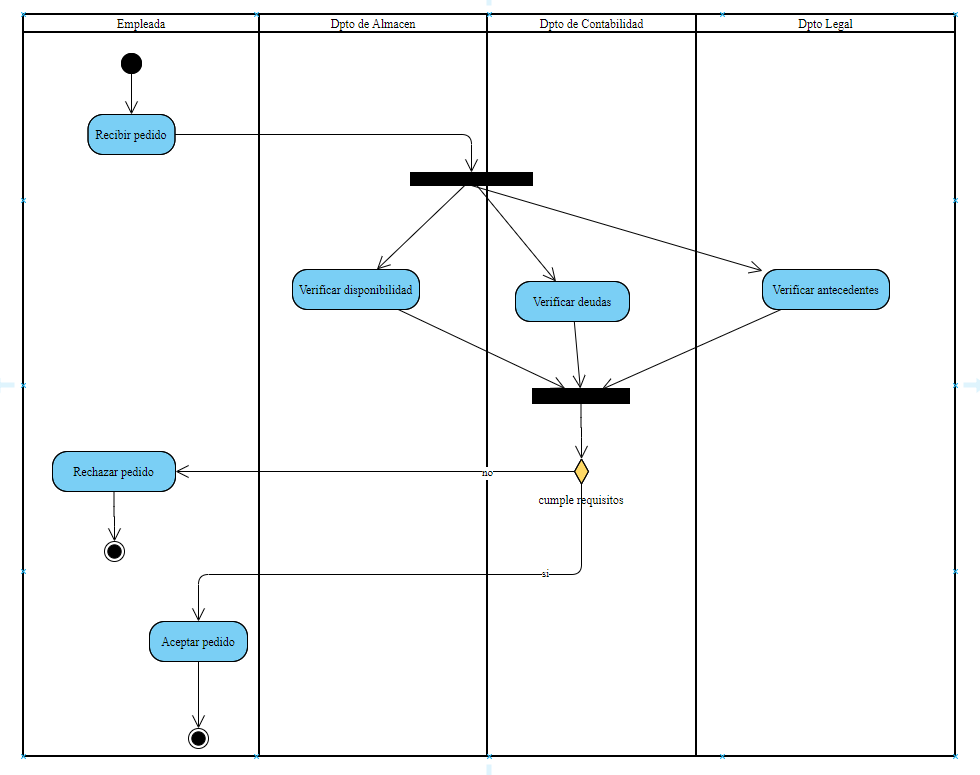 Empleada
Dpto de Almacen
Dpto de Contabilidad
Dpto Legal
Recibir pedido
Verificar disponibilidad
Verificar deudas
Verificar antecedentes
Rechazar pedido
no
cumple requisitos
si
Aceptar pedido